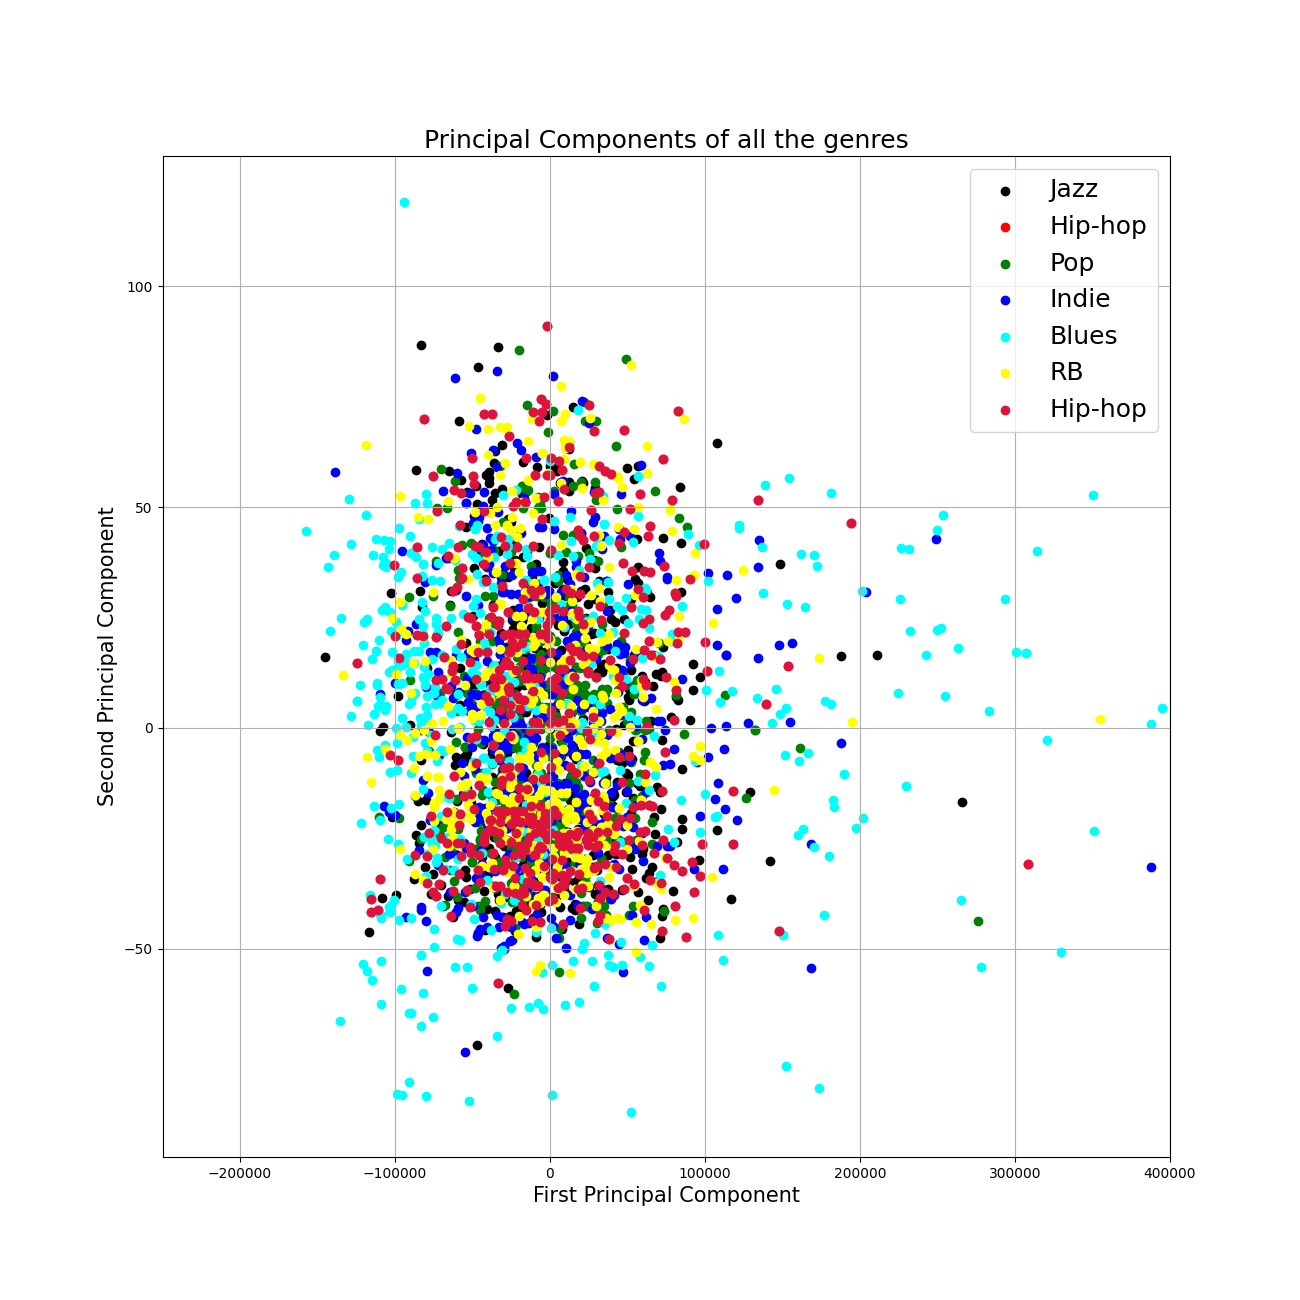 Principal Components of all the genres
Jazz
Hip-hop
Pop
Indie
Blues
RB
Hip-hop
100
50
0
−50
Second Principal Component
−200000 −100000 0 100000 200000 300000 400000
First Principal Component